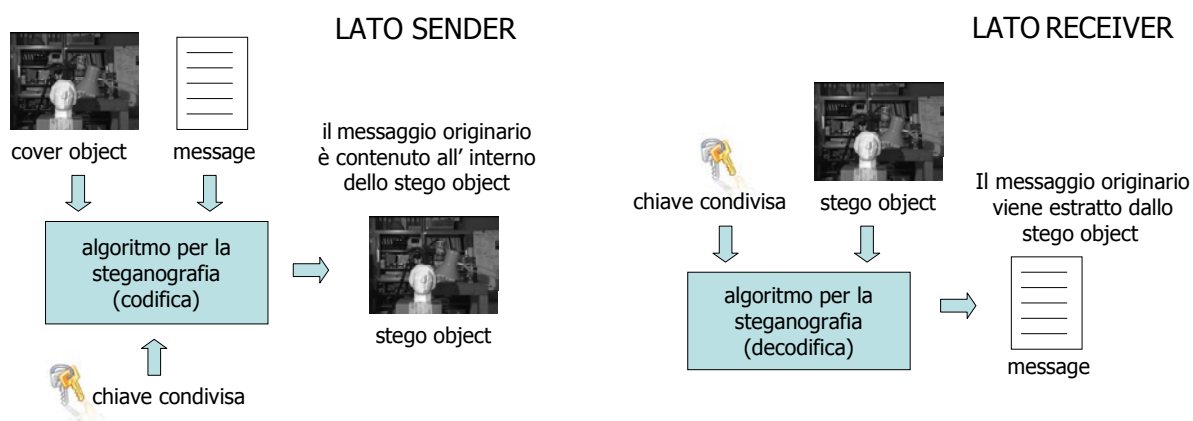 LATO SENDER
cover object
message
il messaggio originario
è contenuto all' interno
dello stego object
algoritmo per la
steganografia
(codifica)
stego object
chiave condivisa
LATO RECEIVER
chiave condivisa
stego object
Il messaggio originario
viene estratto dallo
stego object
algoritmo per la
steganografia
(decodifica)
message